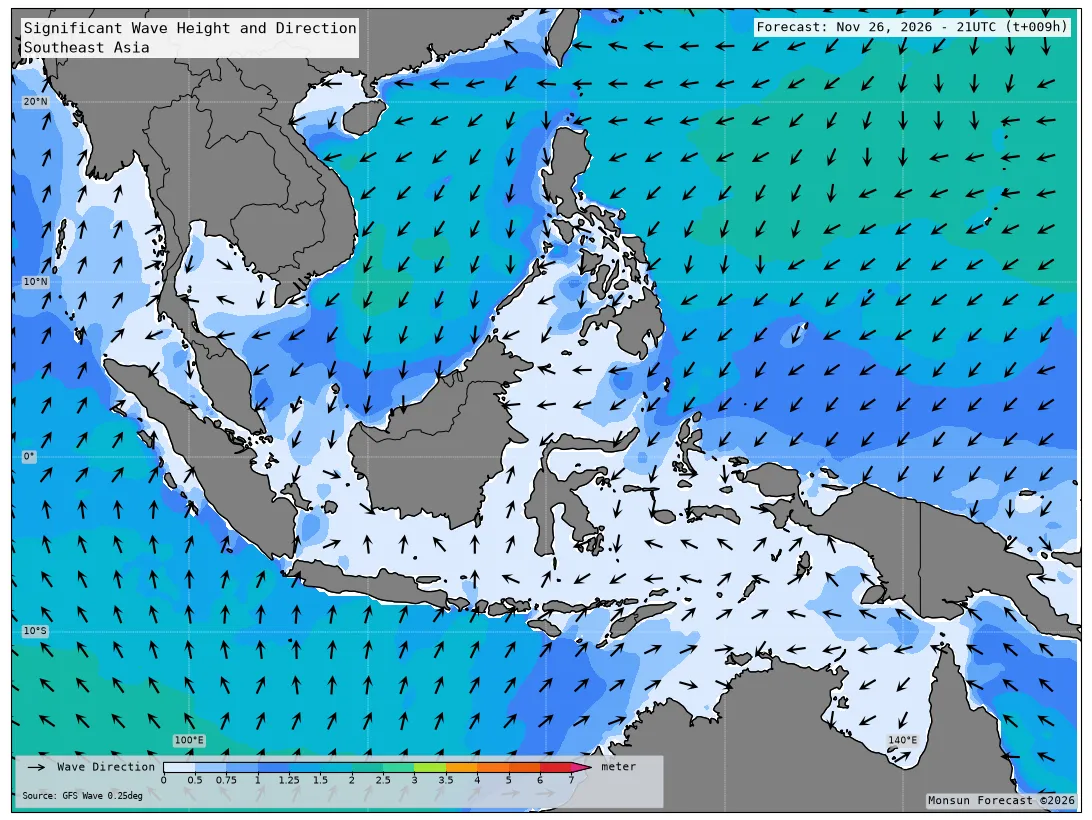 Significant Wave Height and Direction
Southeast Asia
Forecast: Nov 26, 2026 - 21UTC (t+009h)
20°N
10°N
0°
10°S
100°E
140°E
Wave Direction
meter
0 0.5 0.75 1 1.25 1.5 2 2.5 3 3.5 4 5 6 7
Source: GFS Wave 0.25deg
Monsun Forecast ©2026